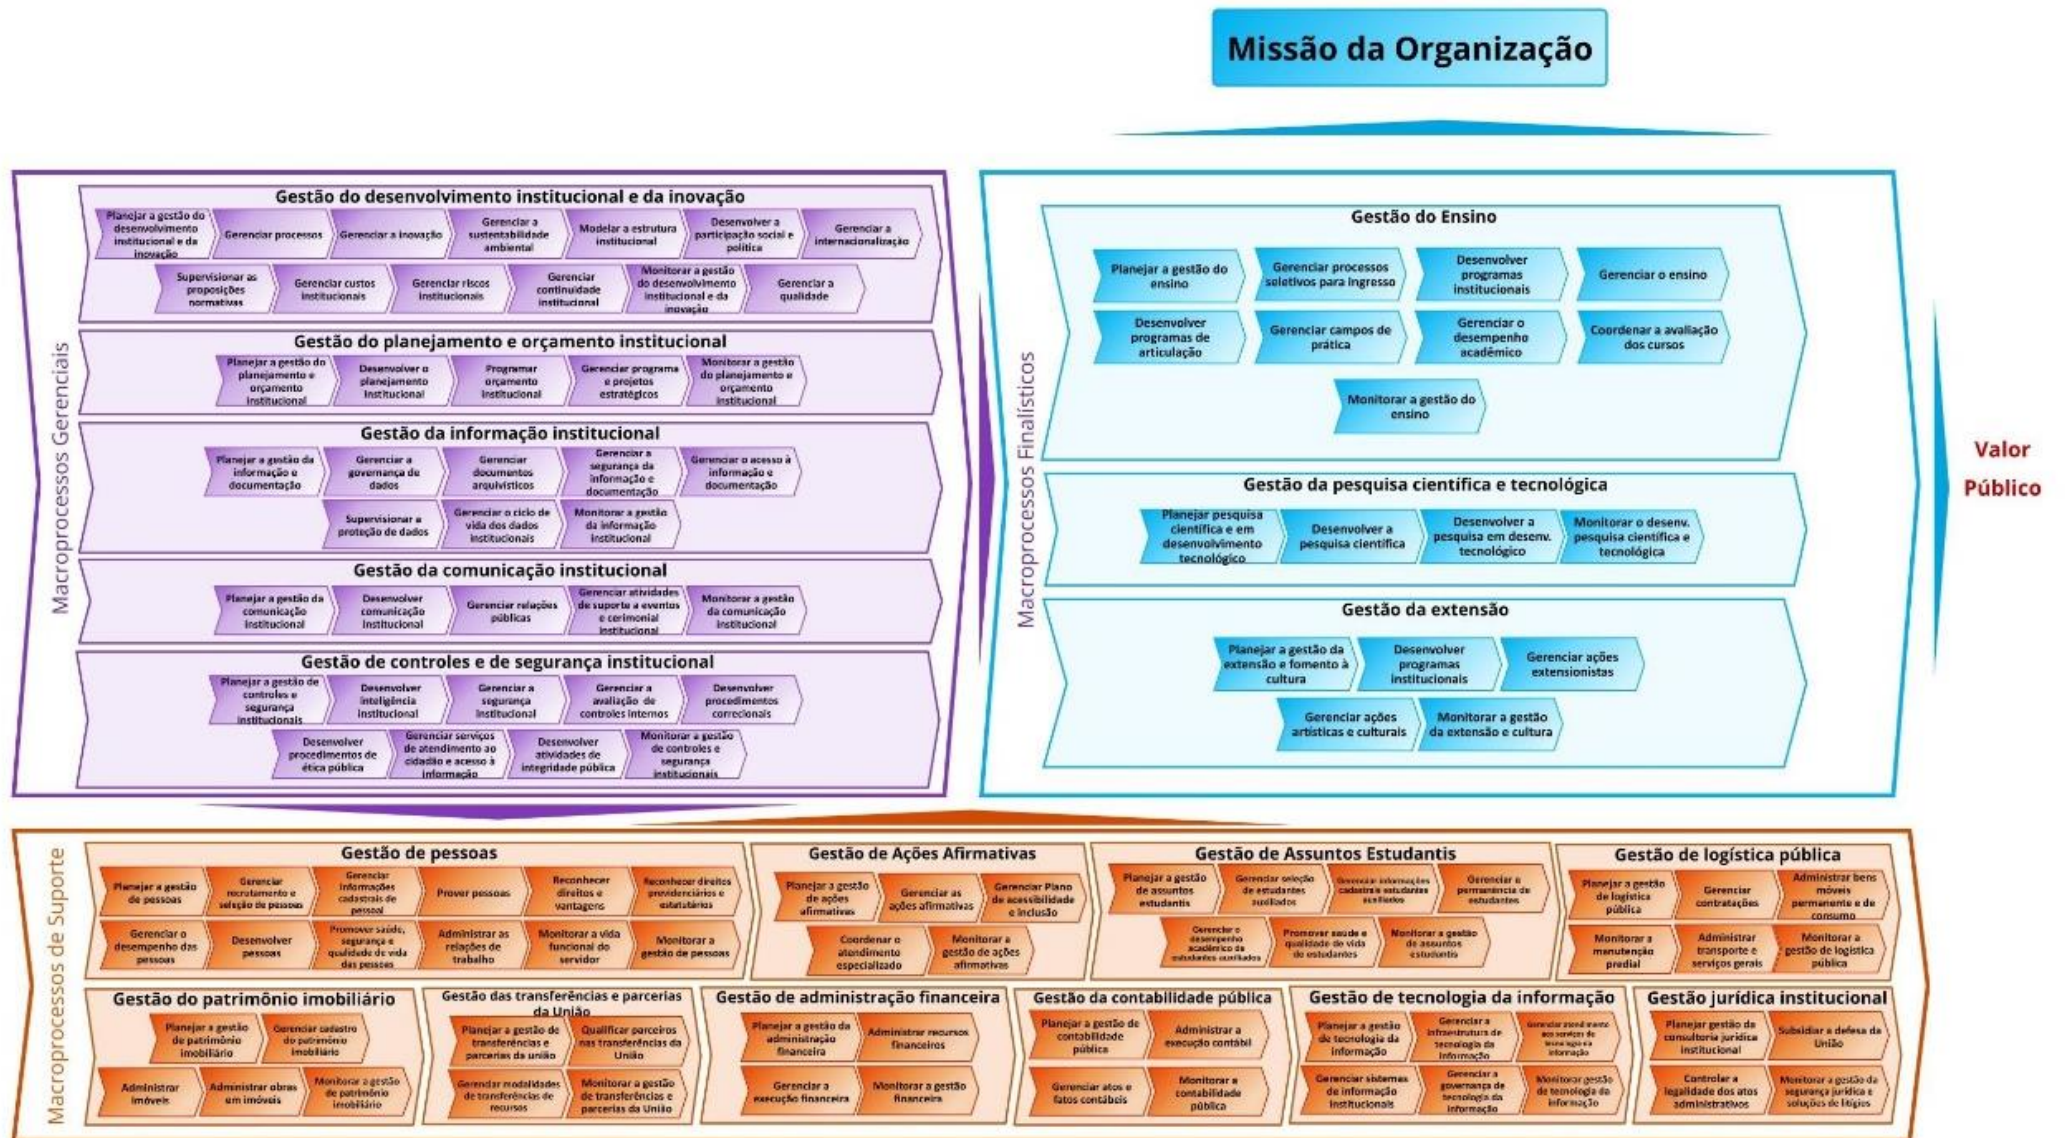 Missão da Organização
Macroprocessos Gerenciais
Gestão do desenvolvimento institucional e da inovação
Planejar a gestão do
desenvolvimento
institucional e da
inovação
Gerenciar processos
Gerenciar a inovação
Gerenciar a
sustentabilidade
ambiental
Modelar a estrutura
institucional
Desenvolver a
participação social e
política
Gerenciar a
internacionalização
Supervisionar as
proposições
normativas
Gerenciar custos
institucionais
Gerenciar riscos
institucionais
Gerenciar
continuidade
institucional
Monitorar a gestão
do desenvolvimento
institucional e da
inovação
Gerenciar a
qualidade
Gestão do planejamento e orçamento institucional
Planejar a gestão do
planejamento e
orçamento
institucional
Desenvolver o
planejamento
institucional
Programar
orçamento
institucional
Gerenciar programa
e projetos
estratégicos
Monitorar a gestão
do planejamento e
orçamento
institucional
Gestão da informação institucional
Planejar a gestão da
informação e
documentação
Gerenciar a
governança de
dados
Gerenciar
documentos
arquivísticos
Gerenciar a
segurança da
informação e
documentação
Gerenciar o acesso à
informação e
documentação
Supervisionar a
proteção de dados
Gerenciar o ciclo de
vida dos dados
institucionais
Monitorar a gestão
da informação
institucional
Gestão da comunicação institucional
Planejar a gestão da
comunicação
institucional
Desenvolver
comunicação
institucional
Gerenciar relações
públicas
Gerenciar atividades
de suporte a eventos
e cerimonial
institucional
Monitorar a gestão
da comunicação
institucional
Gestão de controles e de segurança institucional
Planejar a gestão de
controles e
segurança
institucionais
Desenvolver
inteligência
institucional
Gerenciar a
segurança
institucional
Gerenciar a
avaliação de
controles internos
Desenvolver
procedimentos
correcionais
Desenvolver
procedimentos de
ética pública
Gerenciar serviços
de atendimento ao
cidadão e acesso à
informação
Desenvolver
atividades de
integridade pública
Monitorar a gestão
de controles e
segurança
institucionais
Macroprocessos Finalísticos
Gestão do Ensino
Planejar a gestão do
ensino
Gerenciar processos
seletivos para ingresso
Desenvolver
programas
institucionais
Gerenciar o ensino
Desenvolver
programas de
articulação
Gerenciar campos de
prática
Gerenciar o
desempenho
acadêmico
Coordenar a avaliação
dos cursos
Monitorar a gestão do
ensino
Gestão da pesquisa científica e tecnológica
Planejar pesquisa
científica e em
desenvolvimento
tecnológico
Desenvolver a
pesquisa científica
Desenvolver a
pesquisa em desenv.
tecnológico
Monitorar o desenv.
pesquisa científica e
tecnológica
Gestão da extensão
Planejar a gestão da
extensão e fomento à
cultura
Desenvolver
programas
institucionais
Gerenciar ações
extensionistas
Gerenciar ações
artísticas e culturais
Monitorar a gestão
da extensão e cultura
Valor
Público
Macroprocessos de Suporte
Gestão de pessoas
Planejar a gestão
de pessoas
Gerenciar
recrutamento e
seleção de pessoas
Gerenciar
informações
cadastrais de
pessoal
Prover pessoas
Reconhecer
direitos e
vantagens
Reconhecer direitos
previdenciários e
estatutários
Gerenciar o
desempenho das
pessoas
Desenvolver
pessoas
Promover saúde,
segurança e
qualidade de vida
das pessoas
Administrar as
relações de
trabalho
Monitorar a vida
funcional do
servidor
Monitorar a
gestão de pessoas
Gestão de Ações Afirmativas
Planejar a gestão
de ações
afirmativas
Gerenciar as
ações afirmativas
Gerenciar Plano
de acessibilidade
e inclusão
Coordenar o
atendimento
especializado
Monitorar a
gestão de ações
afirmativas
Gestão de Assuntos Estudantis
Planejar a gestão
de assuntos
estudantis
Gerenciar seleção
de estudantes
auxiliados
Gerenciar informações
cadastrais estudantes
auxiliados
Gerenciar a
permanência de
estudantes
Gerenciar o
desempenho
acadêmico de
estudantes auxiliados
Promover saúde e
qualidade de vida
de estudantes
Monitorar a gestão
de assuntos
estudantis
Gestão de logística pública
Planejar a gestão
de logística
pública
Gerenciar
contratações
Administrar bens
móveis
permanente e de
consumo
Monitorar a
manutenção
predial
Administrar
transporte e
serviços gerais
Monitorar a
gestão de logística
pública
Gestão do patrimônio imobiliário
Planejar a gestão
de patrimônio
imobiliário
Gerenciar cadastro
do patrimônio
imobiliário
Administrar
imóveis
Administrar obras
em imóveis
Monitorar a gestão
de patrimônio
imobiliário
Gestão das transferências e parcerias
da União
Planejar a gestão de
transferências e
parcerias da união
Qualificar parceiros
nas transferências da
União
Gerenciar modalidades
de transferências de
recursos
Monitorar a gestão
de transferências e
parcerias da União
Gestão de administração financeira
Planejar a gestão da
administração
financeira
Administrar recursos
financeiros
Gerenciar a
execução financeira
Monitorar a gestão
financeira
Gestão da contabilidade pública
Planejar a gestão de
contabilidade
pública
Administrar a
execução contábil
Gerenciar atos e
fatos contábeis
Monitorar a
contabilidade
pública
Gestão de tecnologia da informação
Planejar a gestão
de tecnologia da
informação
Gerenciar a
infraestrutura de
tecnologia da
informação
Gerenciar atendimento
aos serviços de
tecnologia da
informação
Gerenciar sistemas
de informação
institucionais
Gerenciar a
governança de
tecnologia da
informação
Monitorar gestão
de tecnologia da
informação
Gestão jurídica institucional
Planejar gestão da
consultoria jurídica
institucional
Subsidiar a defesa da
União
Controlar a
legalidade dos atos
administrativos
Monitorar a gestão da
segurança jurídica e
soluções de litígios